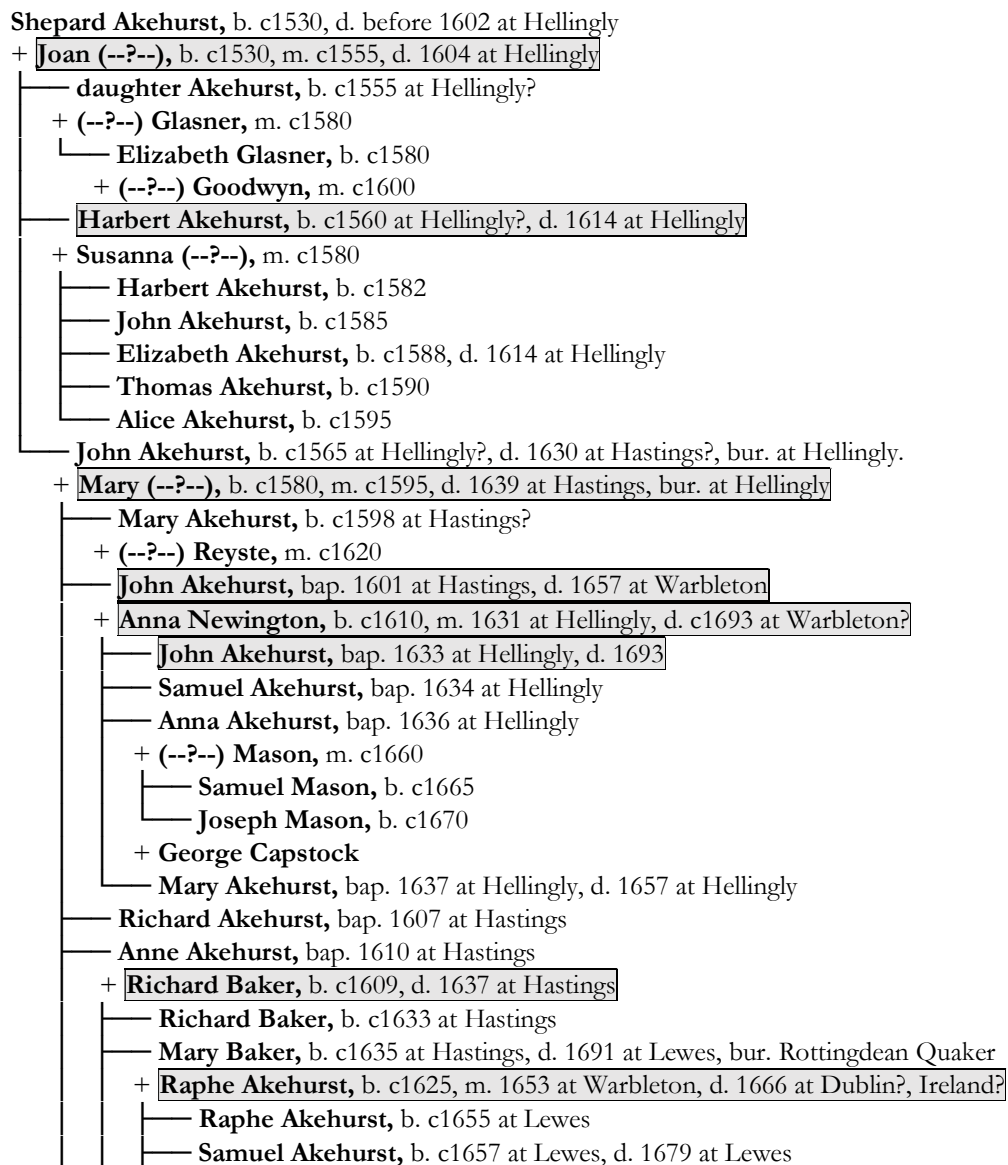 Shepard Akehurst, b. c1530, d. before 1602 at Hellingly
+ Joan (--?--), b. c1530, m. c1555, d. 1604 at Hellingly
daughter Akehurst, b. c1555 at Hellingly?
+ (--?--) Glasner, m. c1580
Elizabeth Glasner, b. c1580
+ (--?--) Goodwyn, m. c1600
Harbert Akehurst, b. c1560 at Hellingly?, d. 1614 at Hellingly
+ Susanna (--?--), m. c1580
Harbert Akehurst, b. c1582
John Akehurst, b. c1585
Elizabeth Akehurst, b. c1588, d. 1614 at Hellingly
Thomas Akehurst, b. c1590
Alice Akehurst, b. c1595
John Akehurst, b. c1565 at Hellingly?, d. 1630 at Hastings?, bur. at Hellingly.
+ Mary (--?--), b. c1580, m. c1595, d. 1639 at Hastings, bur. at Hellingly
Mary Akehurst, b. c1598 at Hastings?
+ (--?--) Reyste, m. c1620
John Akehurst, bap. 1601 at Hastings, d. 1657 at Warbleton
+ Anna Newington, b. c1610, m. 1631 at Hellingly, d. c1693 at Warbleton?
John Akehurst, bap. 1633 at Hellingly, d. 1693
Samuel Akehurst, bap. 1634 at Hellingly
Anna Akehurst, bap. 1636 at Hellingly
+ (--?--) Mason, m. c1660
Samuel Mason, b. c1665
Joseph Mason, b. c1670
+ George Capstock
Mary Akehurst, bap. 1637 at Hellingly, d. 1657 at Hellingly
Richard Akehurst, bap. 1607 at Hastings
Anne Akehurst, bap. 1610 at Hastings
+ Richard Baker, b. c1609, d. 1637 at Hastings
Richard Baker, b. c1633 at Hastings
Mary Baker, b. c1635 at Hastings, d. 1691 at Lewes, bur. Rottingdean Quaker
+ Raphe Akehurst, b. c1625, m. 1653 at Warbleton, d. 1666 at Dublin?, Ireland?
Raphe Akehurst, b. c1655 at Lewes
Samuel Akehurst, b. c1657 at Lewes, d. 1679 at Lewes